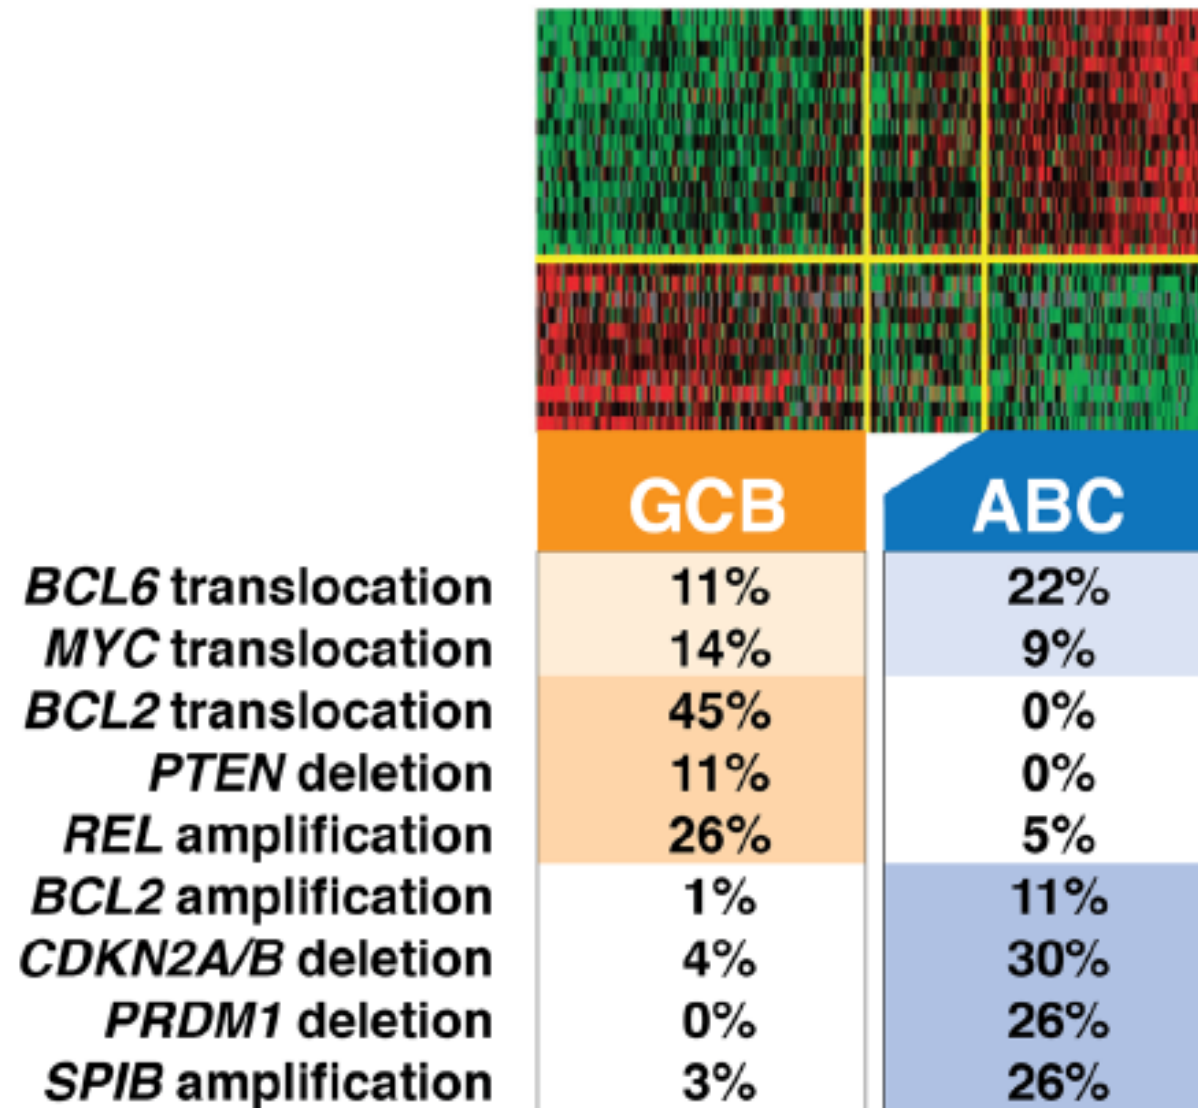 GCB ABC
BCL6 translocation 11% 22%
MYC translocation 14% 9%
BCL2 translocation 45% 0%
PTEN deletion 11% 0%
REL amplification 26% 5%
BCL2 amplification 1% 11%
CDKN2A/B deletion 4% 30%
PRDM1 deletion 0% 26%
SPIB amplification 3% 26%